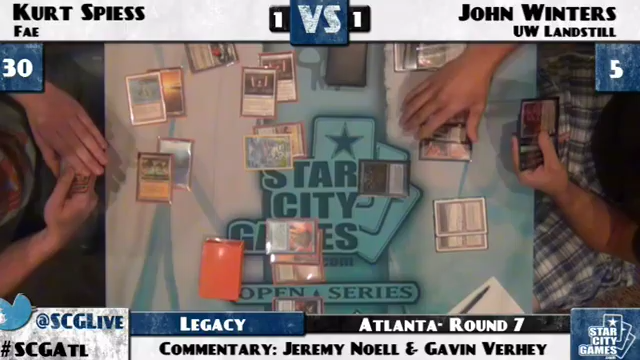 KURT SPIESS
FAE
1 VS 1
JOHN WINTERS
UW LANDSTILL
30
5
STAR
CITY
GAMES
.COM
OPEN SERIES
@SCGLIVE
#SCGATL
LEGACY
ATLANTA- ROUND 7
COMMENTARY: JEREMY NOELL & GAVIN VERHEY
STAR
CITY
GAMES